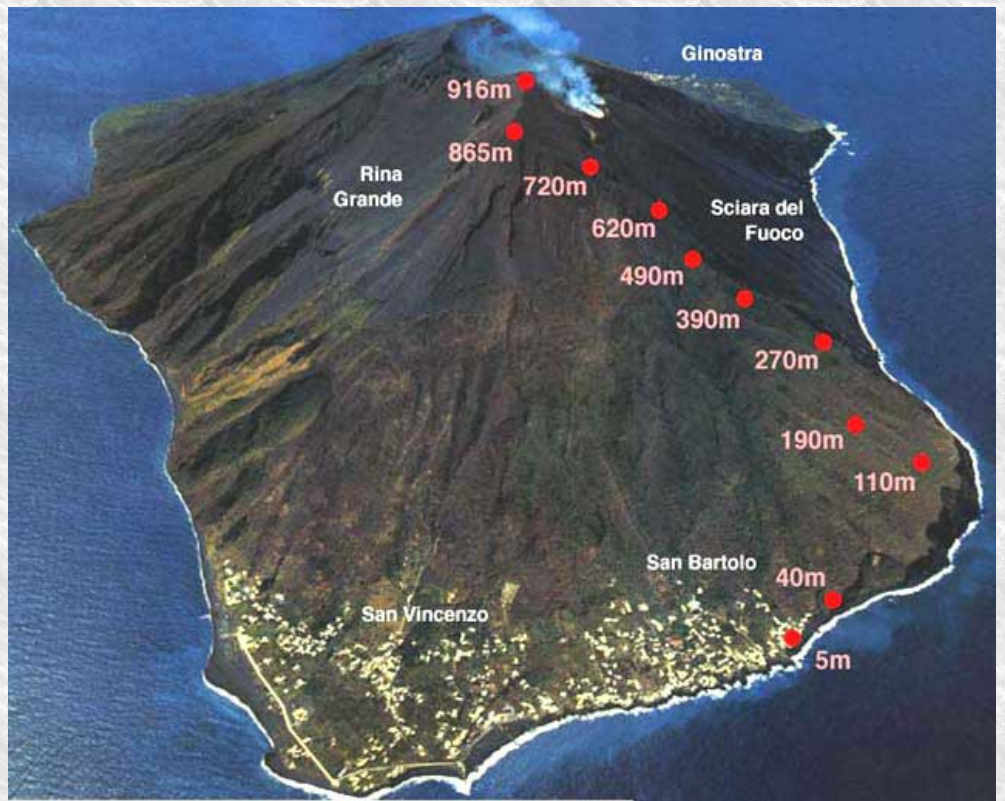 Ginostra
916m
865m
Rina
Grande
720m
620m
Sciara del
Fuoco
490m
390m
270m
190m
110m
San Bartolo
40m
San Vincenzo
5m